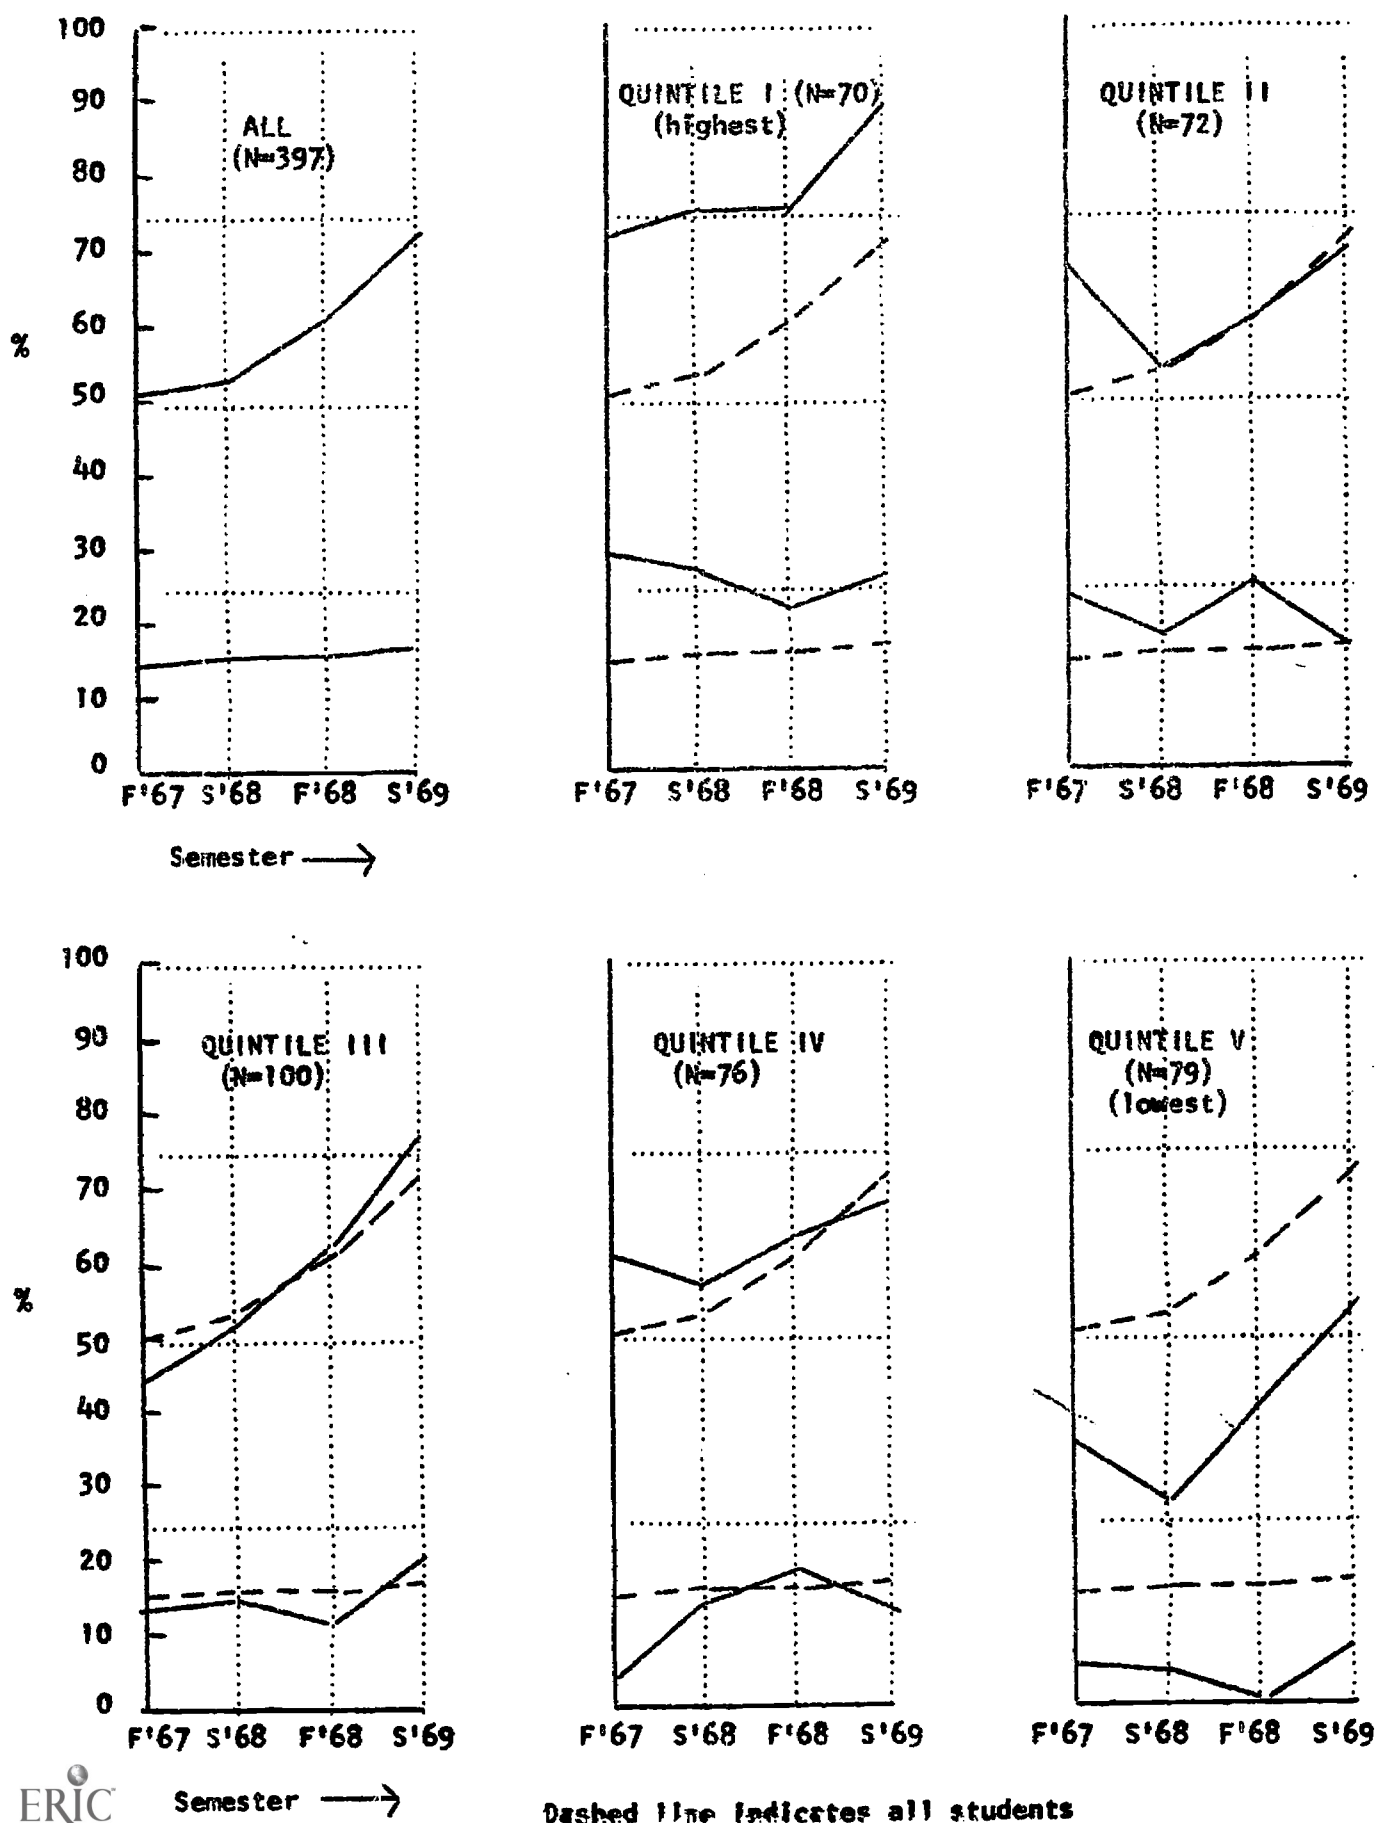 100
90
80
70
60
50
40
30
20
10
0
%
ALL
(N=397)
F'67 S'68 F'68 S'69
Semester
QUINTILE I (N=70)
(highest)
F'67 S'68 F'68 S'69
QUINTILE II
(N=72)
F'67 S'68 F'68 S'69
100
90
80
70
60
50
40
30
20
10
0
%
QUINTILE III
(N=100)
F'67 S'68 F'68 S'69
Semester
QUINTILE IV
(N=76)
F'67 S'68 F'68 S'69
QUINTILE V
(N=79)
(lowest)
F'67 S'68 F'68 S'69
Dashed line indicates all students
ERIC